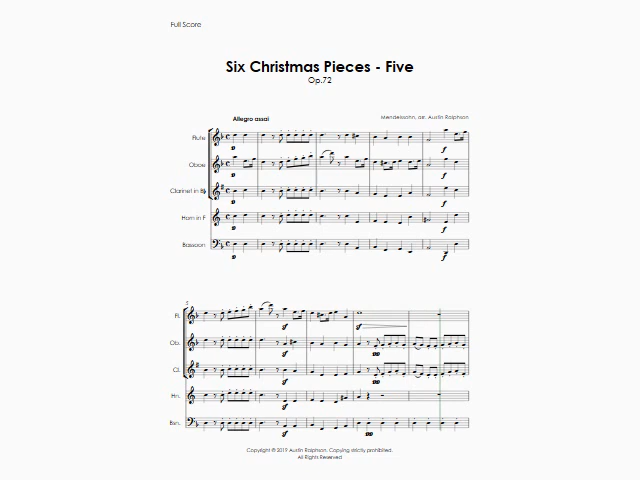 Full Score
Six Christmas Pieces - Five
Op.72
Allegro assai
Mendelssohn, arr. Austin Ralphson
Flute
Oboe
Clarinet in B♭
Horn in F
Bassoon
5
Fl.
Ob.
Cl.
Hn.
Bsn.
Copyright © 2019 Austin Ralphson. Copying strictly prohibited.
All Rights Reserved